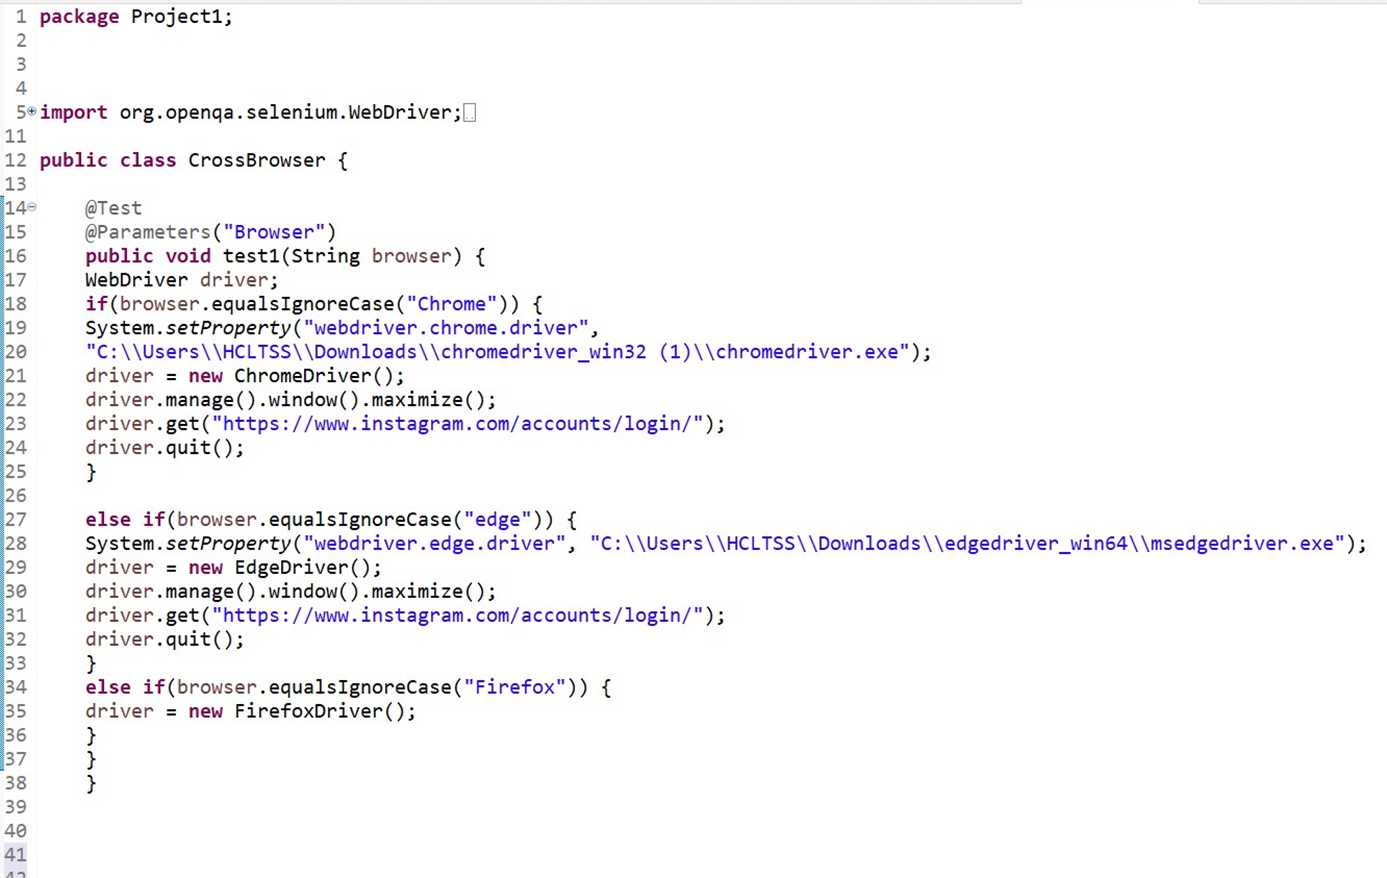 1 package Project1;
2
3
4
5 import org.openqa.selenium.WebDriver;
11
12 public class CrossBrowser {
13
14 @Test
15 @Parameters("Browser")
16 public void test1(String browser) {
17 WebDriver driver;
18 if(browser.equalsIgnoreCase("Chrome")) {
19 System.setProperty("webdriver.chrome.driver",
20 "C:\\Users\\HCLTSS\\Downloads\\chromedriver_win32 (1)\\chromedriver.exe");
21 driver = new ChromeDriver();
22 driver.manage().window().maximize();
23 driver.get("https://www.instagram.com/accounts/login/");
24 driver.quit();
25 }
26
27 else if(browser.equalsIgnoreCase("edge")) {
28 System.setProperty("webdriver.edge.driver", "C:\\Users\\HCLTSS\\Downloads\\edgedriver_win64\\msedgedriver.exe");
29 driver = new EdgeDriver();
30 driver.manage().window().maximize();
31 driver.get("https://www.instagram.com/accounts/login/");
32 driver.quit();
33 }
34 else if(browser.equalsIgnoreCase("Firefox")) {
35 driver = new FirefoxDriver();
36 }
37 }
38 }
39
40
41